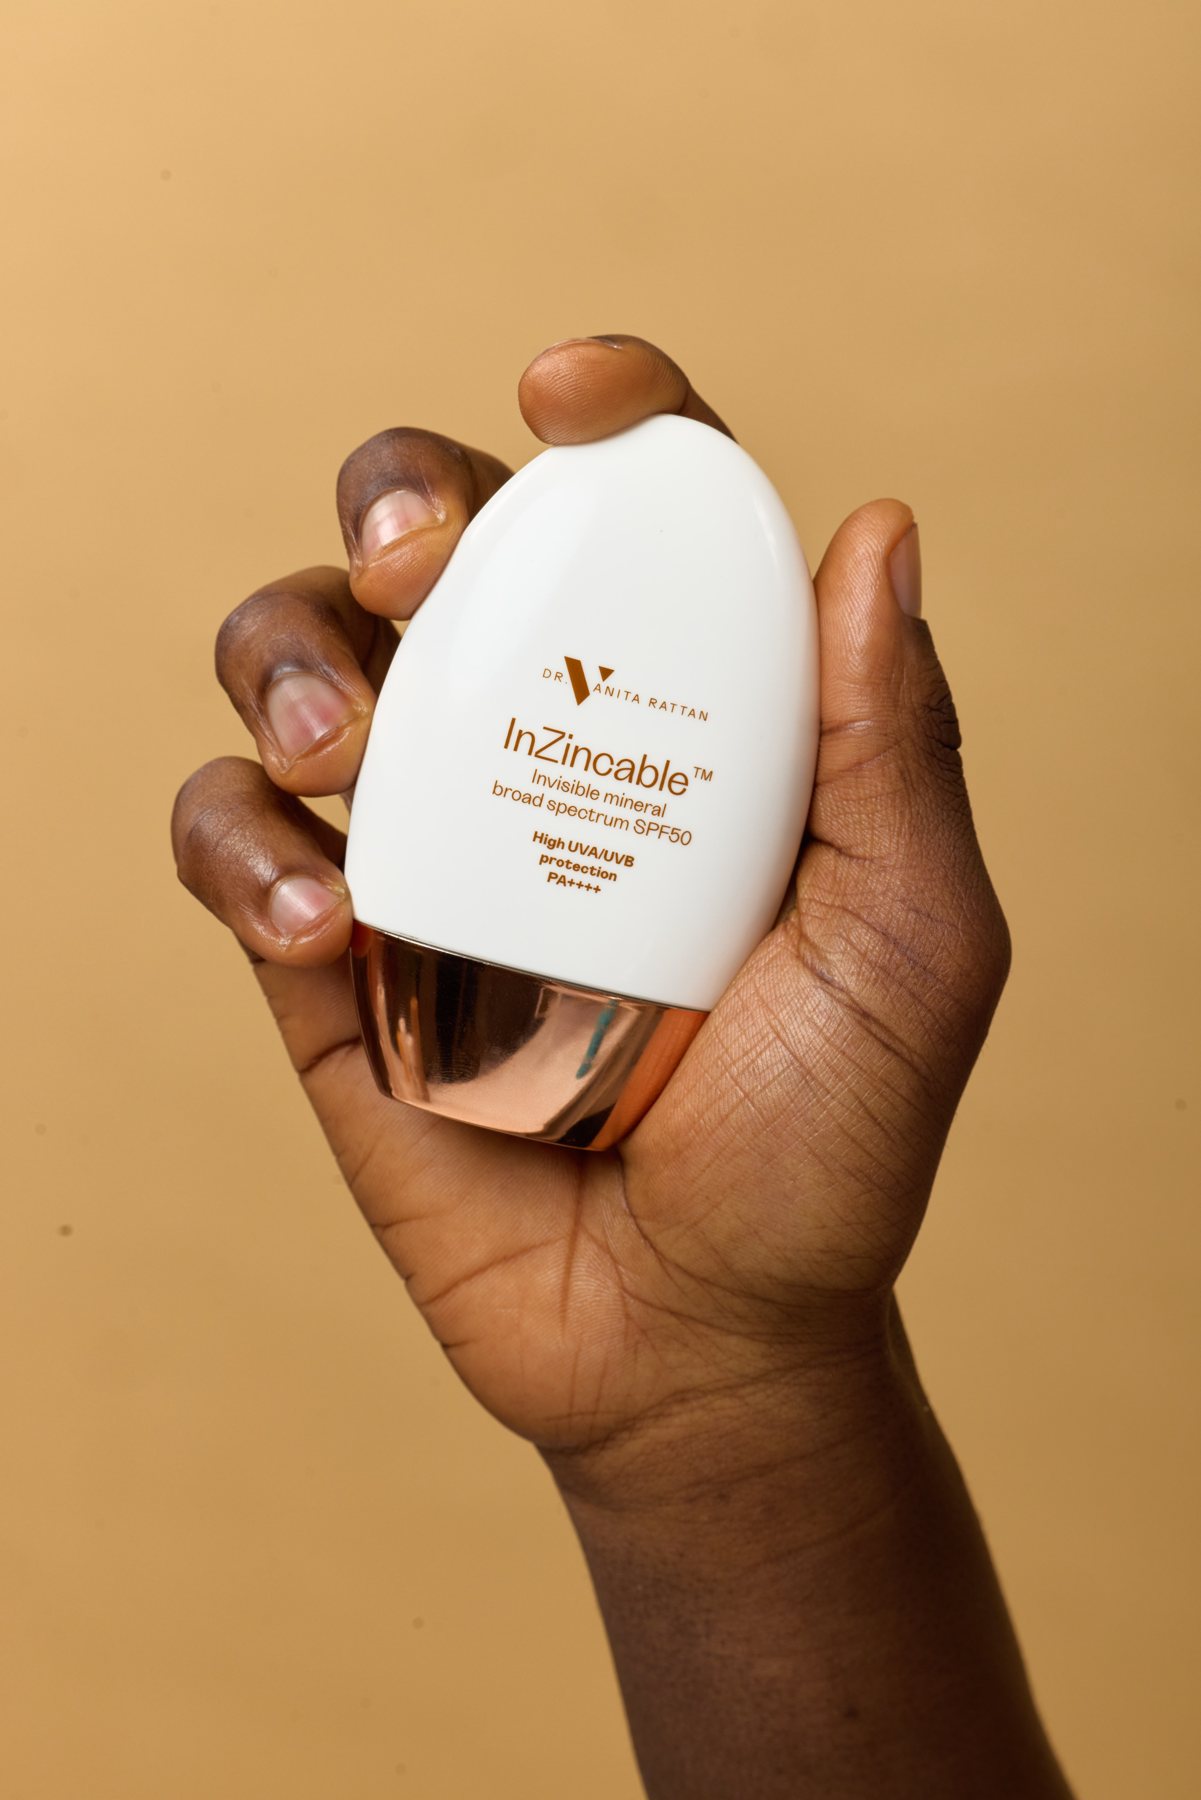 DR. VANITA RATTAN
InZincable™
Invisible mineral
broad spectrum SPF50
High UVA/UVB
protection
PA++++